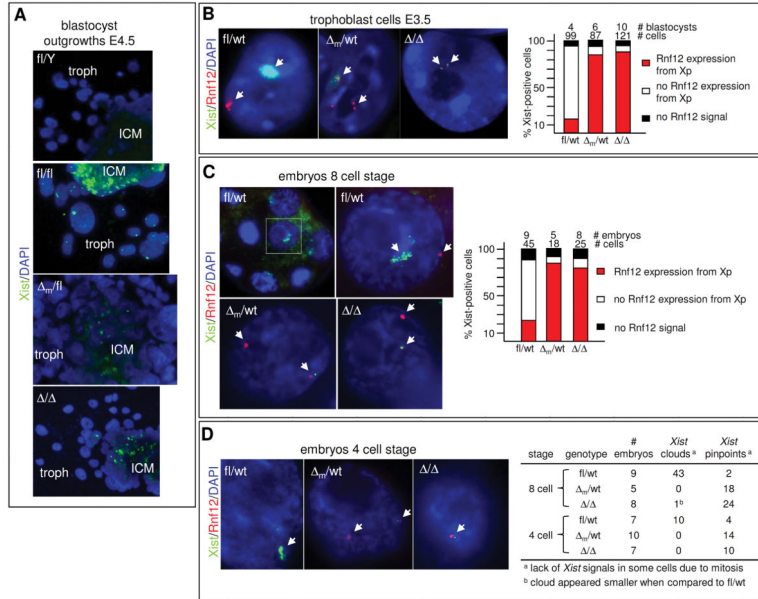 A
blastocyst
outgrowths E4.5
Xist/DAPI
fl/Y
troph
ICM
fl/fl
ICM
troph
Δm/fl
troph
ICM
Δ/Δ
troph
ICM
B
trophoblast cells E3.5
Xist/Rnf12/DAPI
fl/wt
Δm/wt
Δ/Δ
4 6 10 # blastocysts
99 87 121 # cells
% Xist-positive cells
100
50
10
fl/wt Δm/wt Δ/Δ
Rnf12 expression
from Xp
no Rnf12 expression
from Xp
no Rnf12 signal
C
embryos 8 cell stage
Xist/Rnf12/DAPI
fl/wt
fl/wt
Δm/wt
Δ/Δ
9 5 8 # embryos
45 18 25 # cells
% Xist-positive cells
100
50
10
fl/wt Δm/wt Δ/Δ
Rnf12 expression from Xp
no Rnf12 expression from Xp
no Rnf12 signal
D
embryos 4 cell stage
Xist/Rnf12/DAPI
fl/wt
Δm/wt
Δ/Δ
# Xist Xist
stage genotype embryos clouds a pinpoints a
fl/wt 9 43 2
8 cell Δm/wt 5 0 18
Δ/Δ 8 1b 24
fl/wt 7 10 4
4 cell Δm/wt 10 0 14
Δ/Δ 7 0 10
a lack of Xist signals in some cells due to mitosis
b cloud appeared smaller when compared to fl/wt